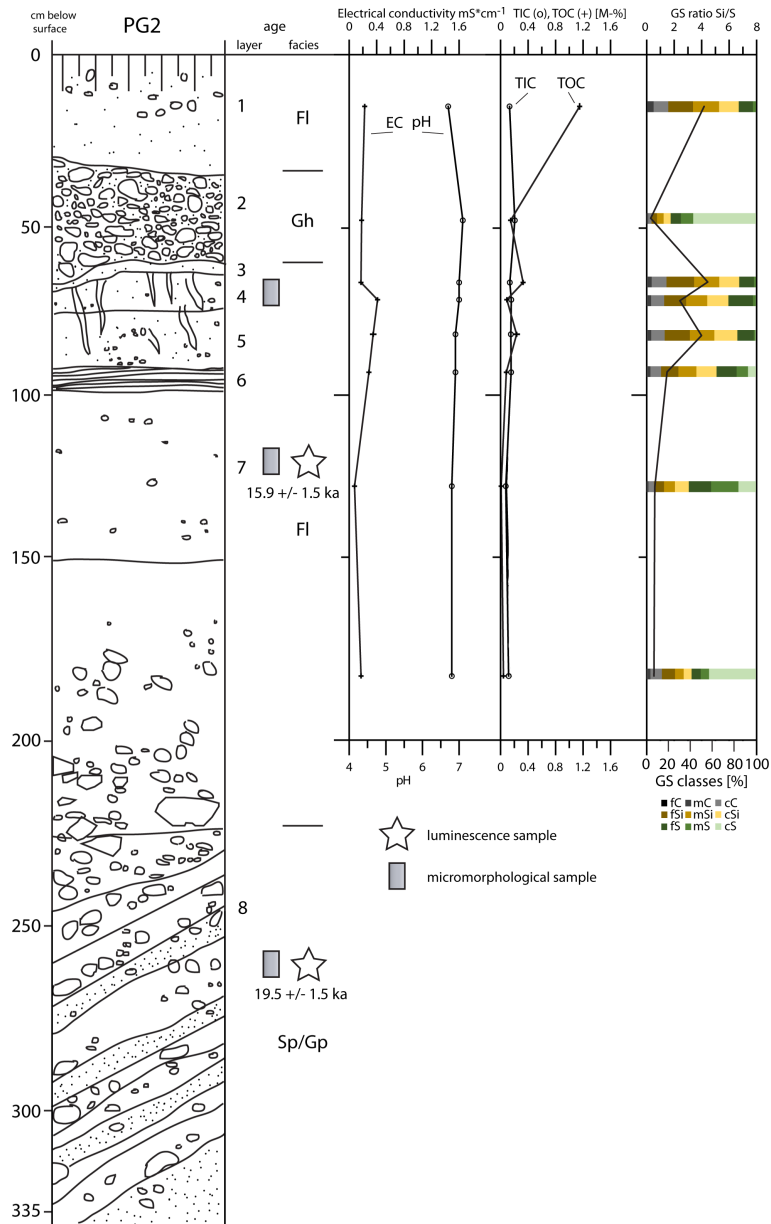 cm below
surface
PG2
age
layer facies
Electrical conductivity mS*cm-1
0 0.4 0.8 1.2 1.6
TIC (o), TOC (+) [M-%]
0 0.4 0.8 1.2 1.6
GS ratio Si/S
0 2 4 6 8
0
TIC TOC
1
Fl
EC pH
2
50
Gh
3
4
5
6
100
7
15.9 +/- 1.5 ka
Fl
150
200
4 5 6 7
pH
0 0.4 0.8 1.2 1.6
0 20 40 60 80 100
GS classes [%]
fC mC cC
fSi mSi cSi
fS mS cS
luminescence sample
micromorphological sample
8
250
19.5 +/- 1.5 ka
Sp/Gp
300
335